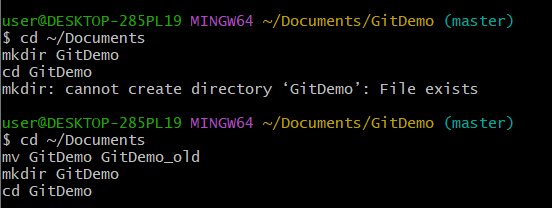 user@DESKTOP-285PL19 MINGW64 ~/Documents/GitDemo (master)
$ cd ~/Documents
mkdir GitDemo
cd GitDemo
mkdir: cannot create directory ‘GitDemo’: File exists
user@DESKTOP-285PL19 MINGW64 ~/Documents/GitDemo (master)
$ cd ~/Documents
mv GitDemo GitDemo_old
mkdir GitDemo
cd GitDemo